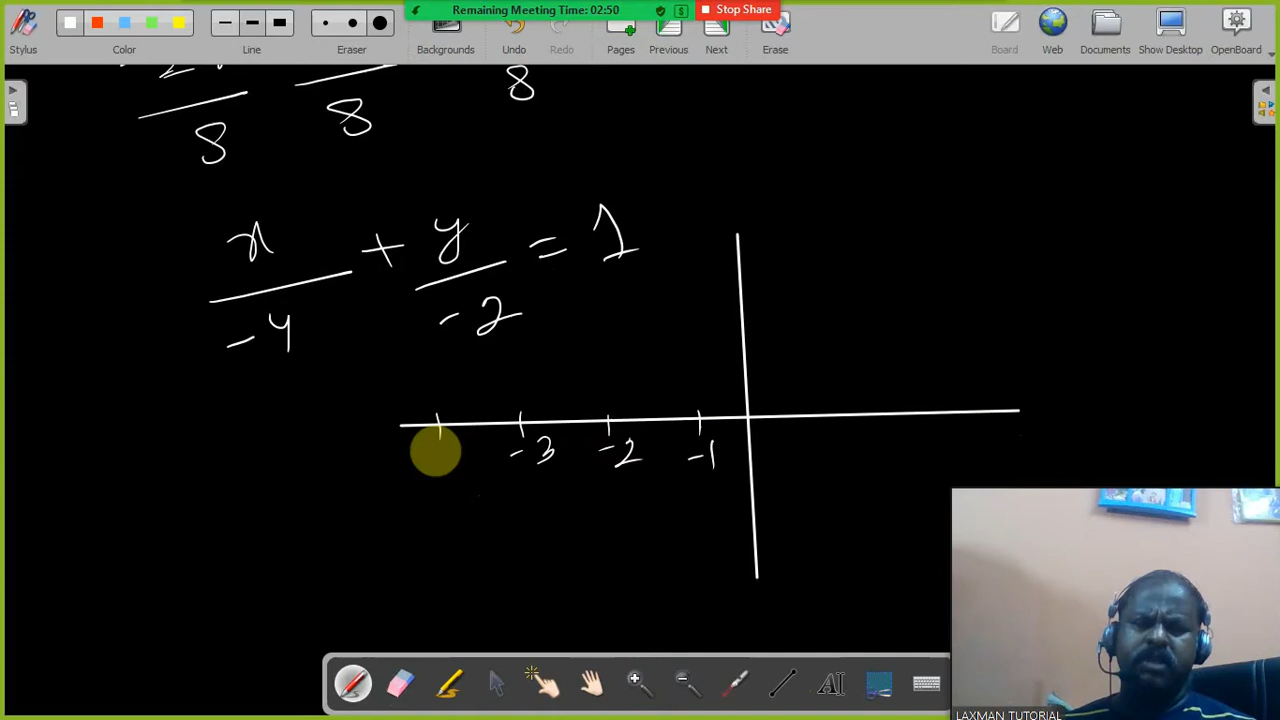 Remaining Meeting Time: 02:50
Stop Share
Stylus Color Line Eraser Backgrounds Undo Redo Pages Previous Next Erase Board Web Documents Show Desktop OpenBoard
8 8 8
x/-4 + y/-2 = 1
-3 -2 -1
LAXMAN TUTORIAL